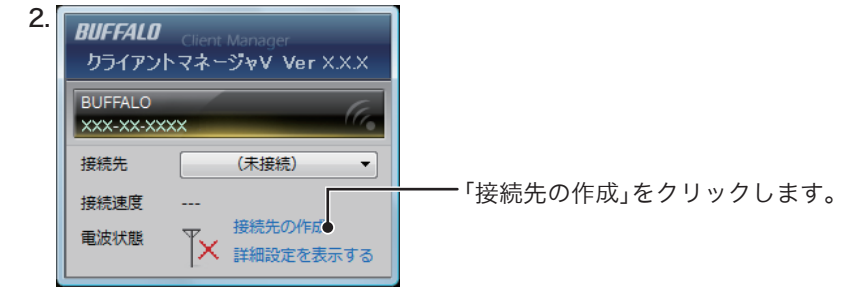 2.
BUFFALO Client Manager
クライアントマネージャV Ver X.X.X
BUFFALO
XXX-XX-XXXX
接続先 (未接続)
接続速度 ---
「接続先の作成」をクリックします。
接続先の作成
電波状態
詳細設定を表示する